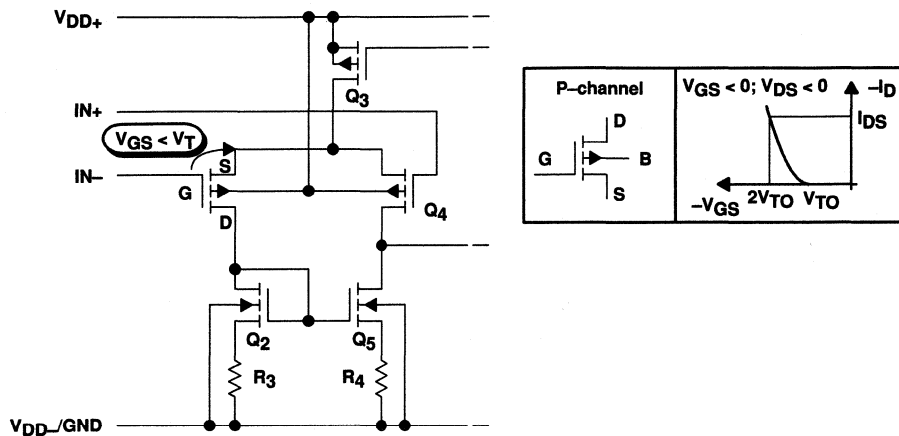 VDD+
Q3
IN+
VGS < VT
S
IN–
G
D
Q4
Q2
Q5
R3
R4
VDD–/GND
P–channel
D
G
B
S
VGS < 0; VDS < 0
–ID
IDS
–VGS
2VTO
VTO